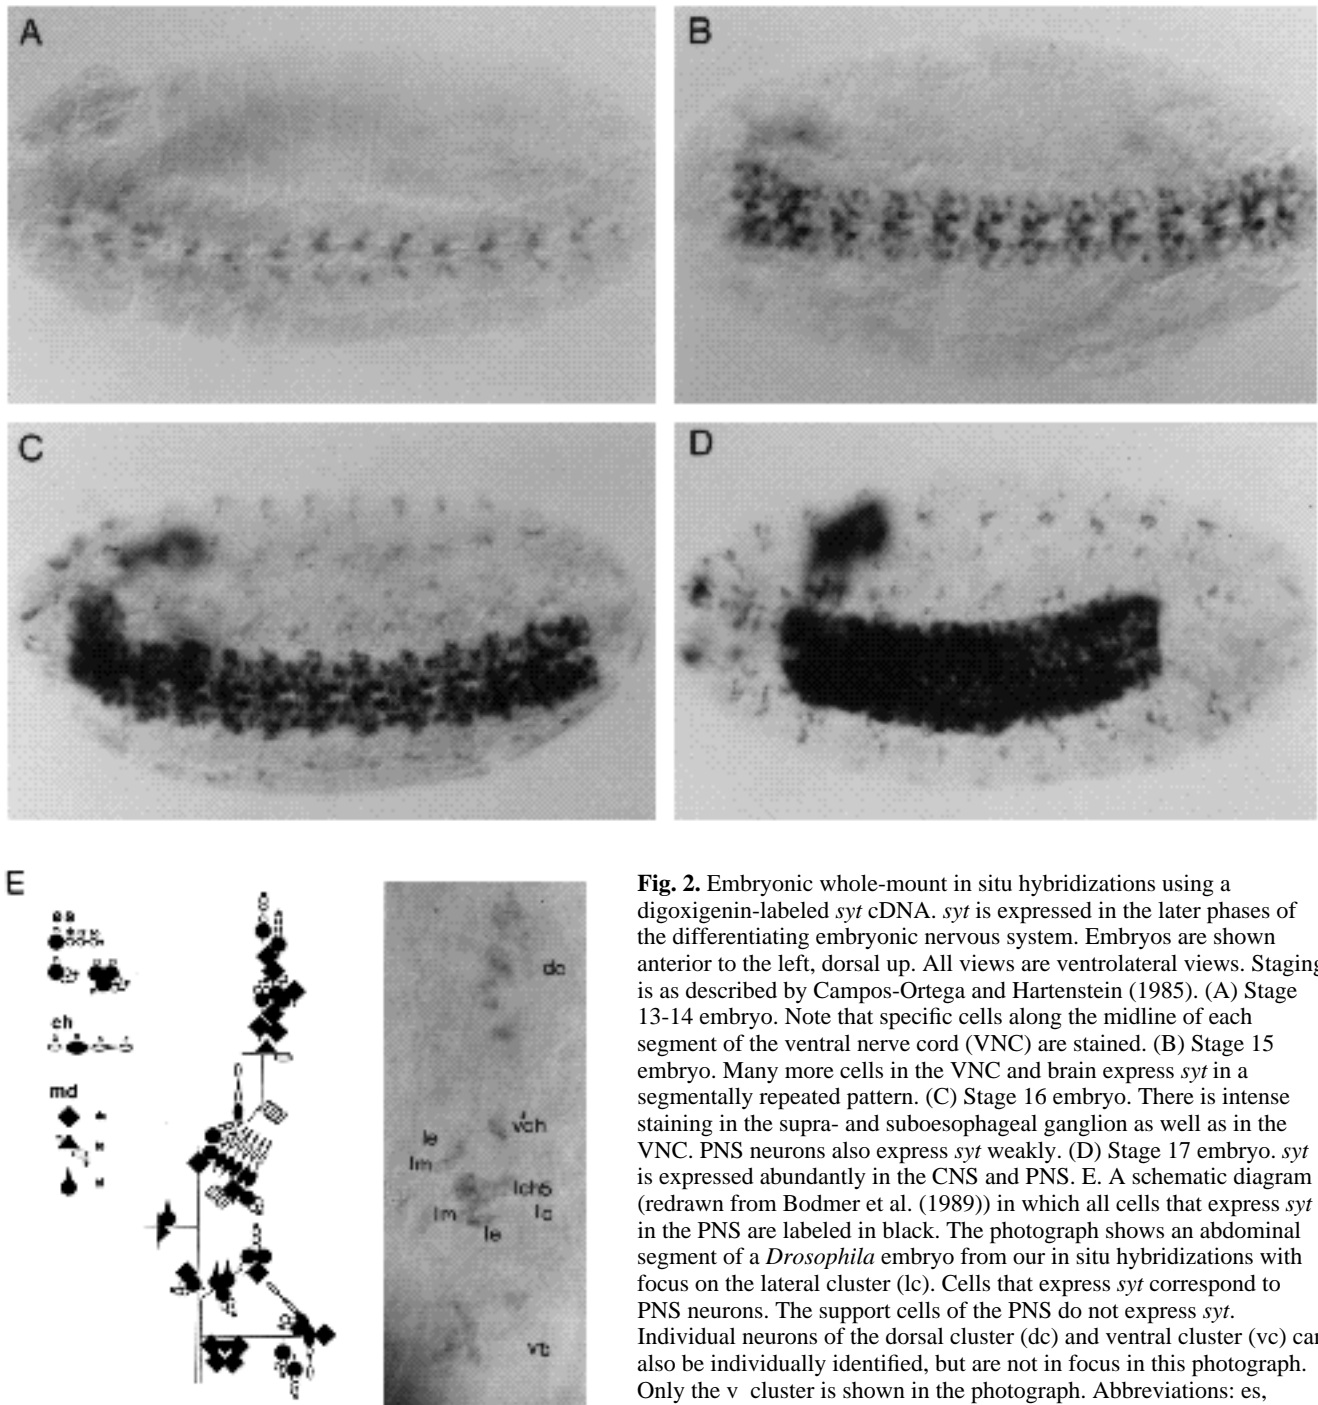 A
B
C
D
E
es
ch
md
dc
v'ch
le
lm
lch5
lm
lc
le
Fig. 2. Embryonic whole-mount in situ hybridizations using a
digoxigenin-labeled syt cDNA. syt is expressed in the later phases of
the differentiating embryonic nervous system. Embryos are shown
anterior to the left, dorsal up. All views are ventrolateral views. Staging
is as described by Campos-Ortega and Hartenstein (1985). (A) Stage
13-14 embryo. Note that specific cells along the midline of each
segment of the ventral nerve cord (VNC) are stained. (B) Stage 15
embryo. Many more cells in the VNC and brain express syt in a
segmentally repeated pattern. (C) Stage 16 embryo. There is intense
staining in the supra- and suboesophageal ganglion as well as in the
VNC. PNS neurons also express syt weakly. (D) Stage 17 embryo. syt
is expressed abundantly in the CNS and PNS. E. A schematic diagram
(redrawn from Bodmer et al. (1989)) in which all cells that express syt
in the PNS are labeled in black. The photograph shows an abdominal
segment of a Drosophila embryo from our in situ hybridizations with
focus on the lateral cluster (lc). Cells that express syt correspond to
PNS neurons. The support cells of the PNS do not express syt.
Individual neurons of the dorsal cluster (dc) and ventral cluster (vc) can
also be individually identified, but are not in focus in this photograph.
Only the v cluster is shown in the photograph. Abbreviations: es,